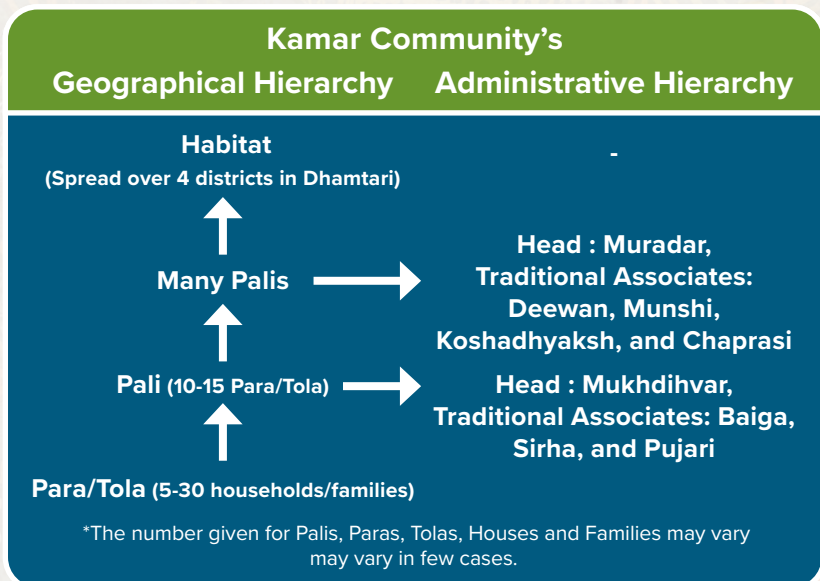 Kamar Community's
Geographical Hierarchy Administrative Hierarchy
Habitat
(Spread over 4 districts in Dhamtari)
-
Many Palis
Head : Muradar,
Traditional Associates:
Deewan, Munshi,
Koshadhyaksh, and Chaprasi
Pali (10-15 Para/Tola)
Head : Mukhdihvar,
Traditional Associates: Baiga,
Sirha, and Pujari
Para/Tola (5-30 households/families)
*The number given for Palis, Paras, Tolas, Houses and Families may vary
may vary in few cases.